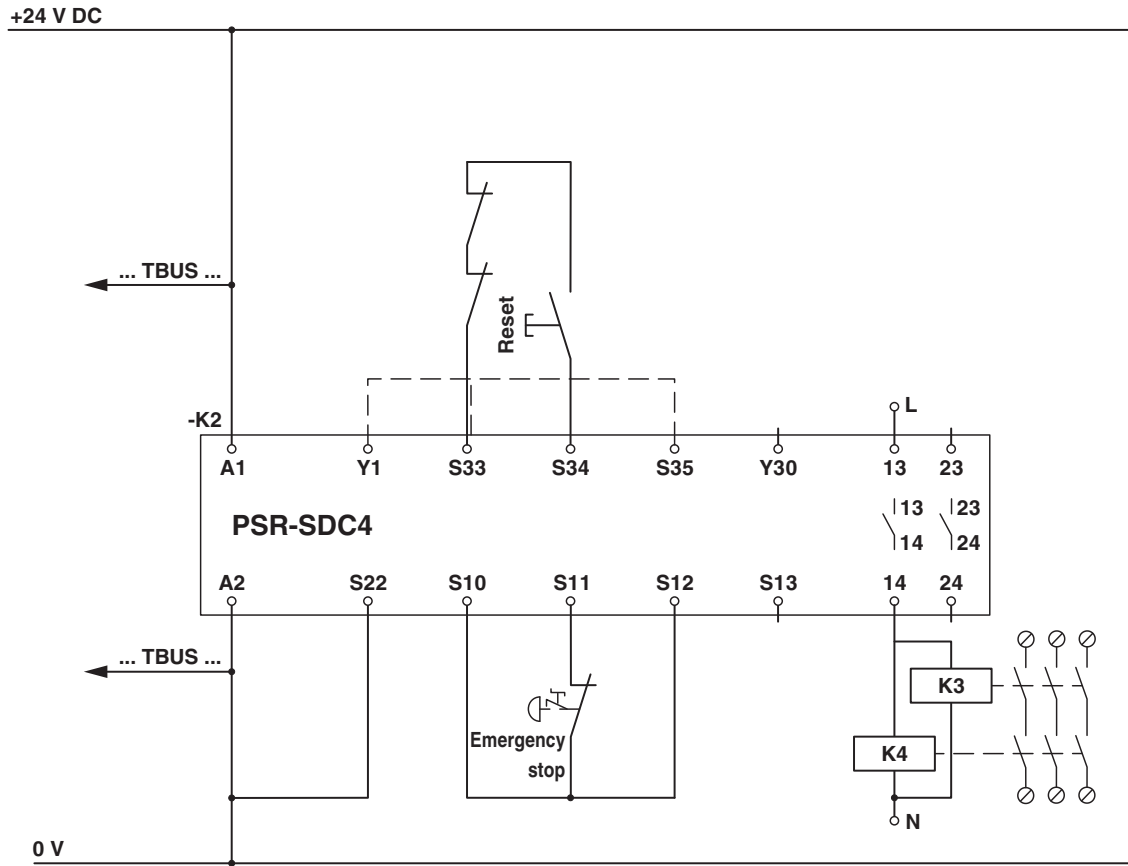 +24 V DC
... TBUS ...
Reset
-K2
L
A1 Y1 S33 S34 S35 Y30 13 23
PSR-SDC4
13 23
14 24
A2 S22 S10 S11 S12 S13 14 24
... TBUS ...
K3
Emergency
stop
K4
N
0 V